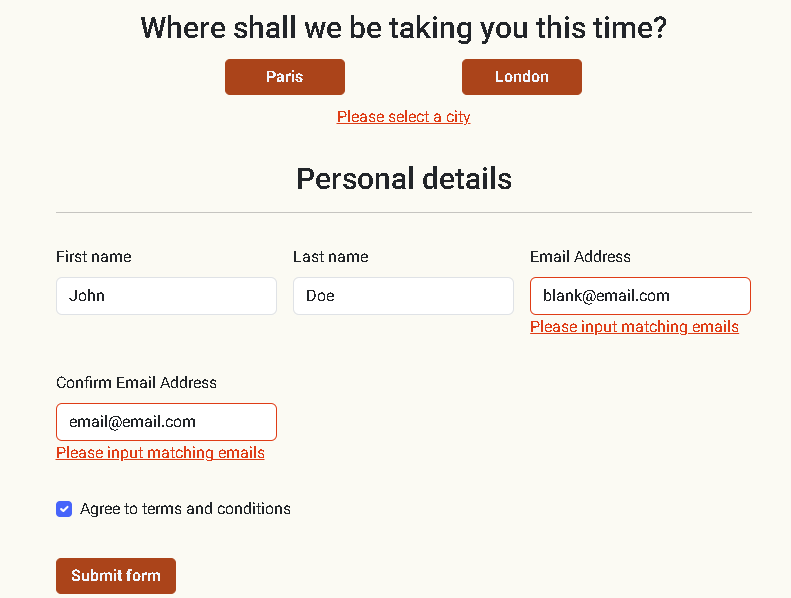 Where shall we be taking you this time?
Paris
London
Please select a city
Personal details
First name
Last name
Email Address
John
Doe
blank@email.com
Please input matching emails
Confirm Email Address
email@email.com
Please input matching emails
Agree to terms and conditions
Submit form